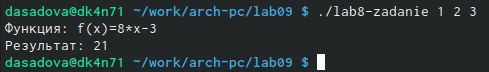 dasadova@dk4n71 ~/work/arch-pc/lab09 $ ./lab8-zadanie 1 2 3
Функция: f(x)=8*x-3
Результат: 21
dasadova@dk4n71 ~/work/arch-pc/lab09 $